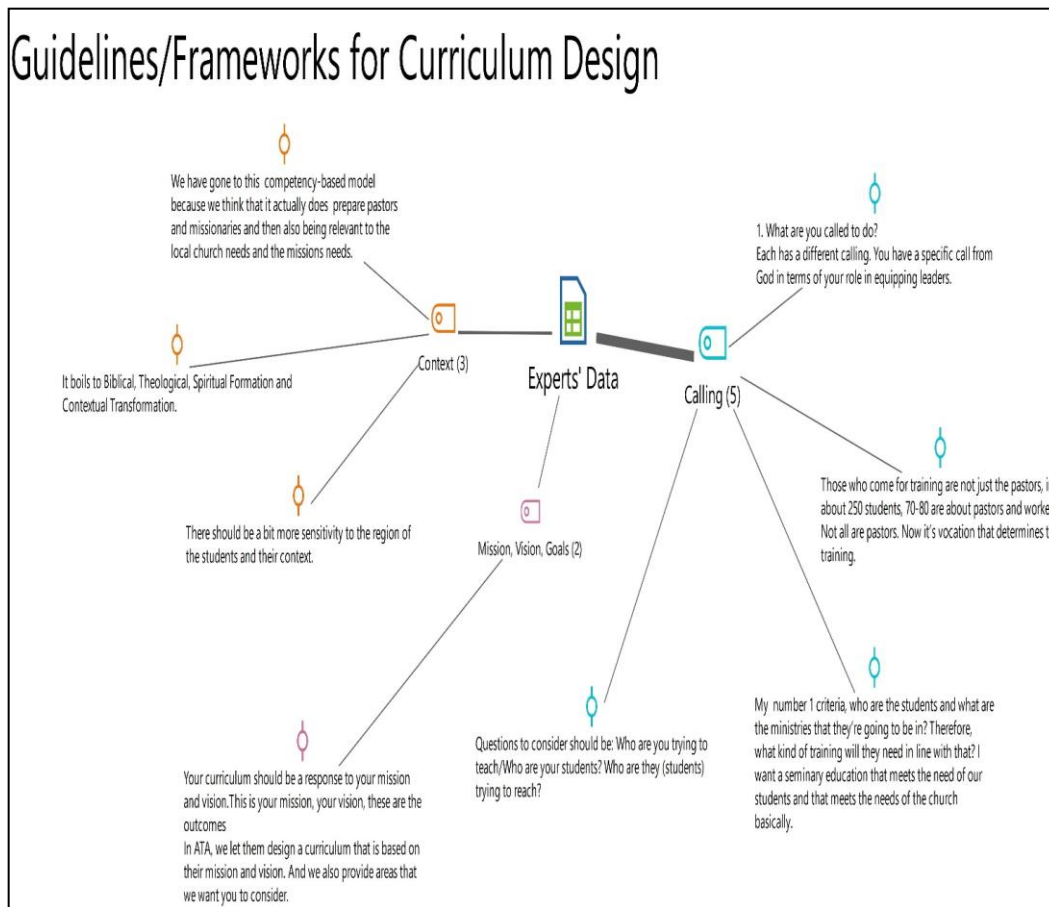 Guidelines/Frameworks for Curriculum Design
We have gone to this competency-based model
because we think that it actually does prepare pastors
and missionaries and then also being relevant to the
local church needs and the missions needs.
1. What are you called to do?
Each has a different calling. You have a specific call from
God in terms of your role in equipping leaders.
Context (3)
Experts' Data
Calling (5)
It boils to Biblical, Theological, Spiritual Formation and
Contextual Transformation.
There should be a bit more sensitivity to the region of
the students and their context.
Mission, Vision, Goals (2)
Those who come for training are not just the pastors,
about 250 students, 70-80 are about pastors and
Not all are pastors. Now it's vocation that determines
training.
Your curriculum should be a response to your mission
and vision.This is your mission, your vision, these are the
outcomes
In ATA, we let them design a curriculum that is based on
their mission and vision. And we also provide areas that
we want you to consider.
Questions to consider should be: Who are you trying to
teach/Who are your students? Who are they (students)
trying to reach?
My number 1 criteria, who are the students and what are
the ministries that they're going to be in? Therefore,
what kind of training will they need in line with that? I
want a seminary education that meets the need of our
students and that meets the needs of the church
basically.